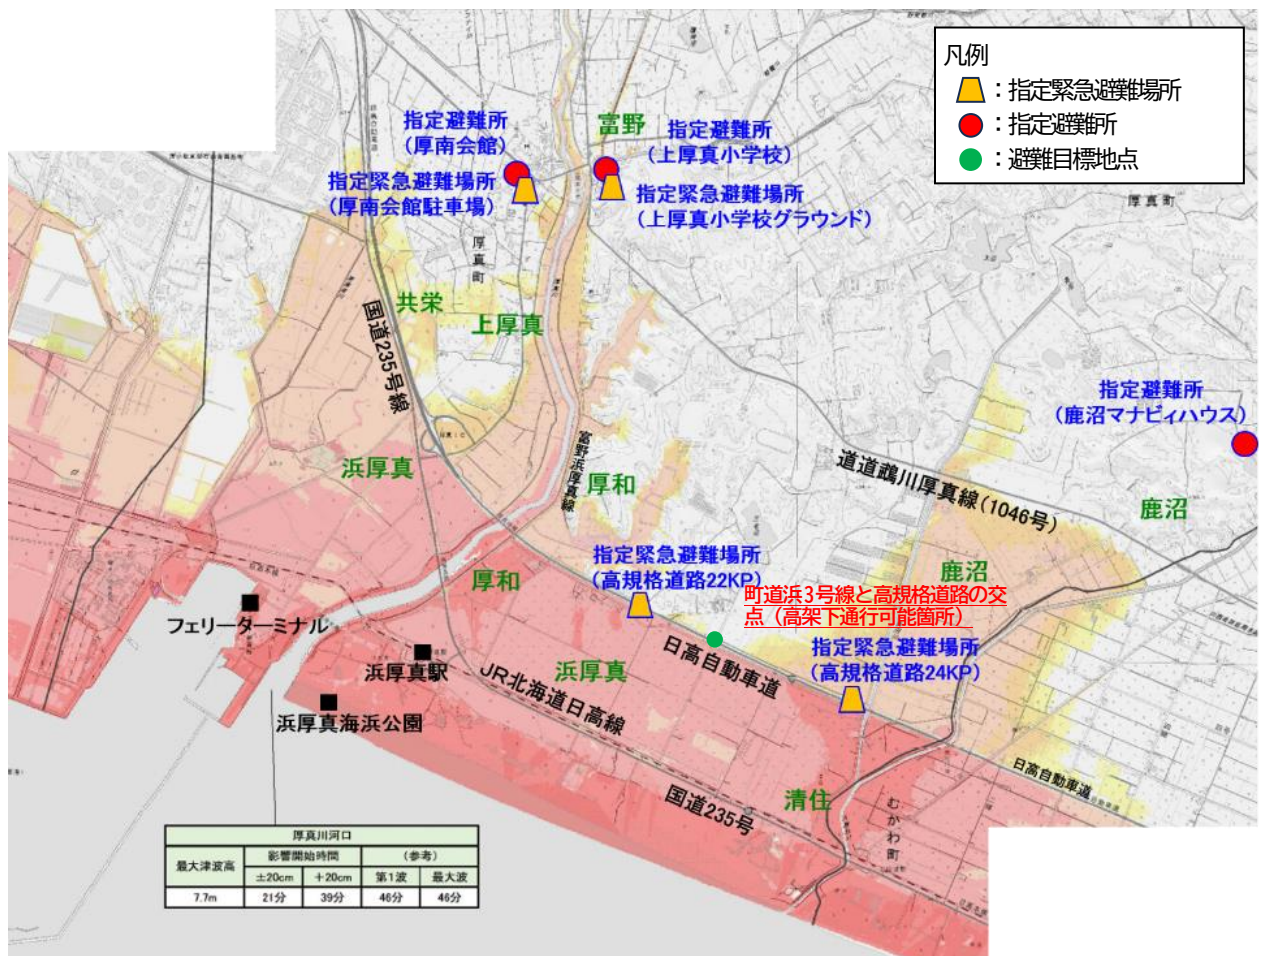 凡例
：指定緊急避難場所
：指定避難所
：避難目標地点
指定避難所
（厚南会館）
指定緊急避難場所
（厚南会館駐車場）
富野
指定避難所
（上厚真小学校）
指定緊急避難場所
（上厚真小学校グラウンド）
厚真町
厚真町
共栄
上厚真
国道235号線
指定避難所
（鹿沼マナビィハウス）
浜厚真
富野浜厚真線
厚和
道道鵡川厚真線（1046号）
鹿沼
指定緊急避難場所
（高規格道路22KP）
厚和
鹿沼
町道浜3号線と高規格道路の交
点（高架下通行可能箇所）
フェリーターミナル
指定緊急避難場所
（高規格道路24KP）
浜厚真駅
浜厚真
日高自動車道
JR北海道日高線
浜厚真海浜公園
日高自動車道
清住
国道235号
むかわ町
厚真川河口
最大津波高
影響開始時間
（参考）
±20cm
+20cm
第1波
最大波
7.7m
21分
39分
46分
46分